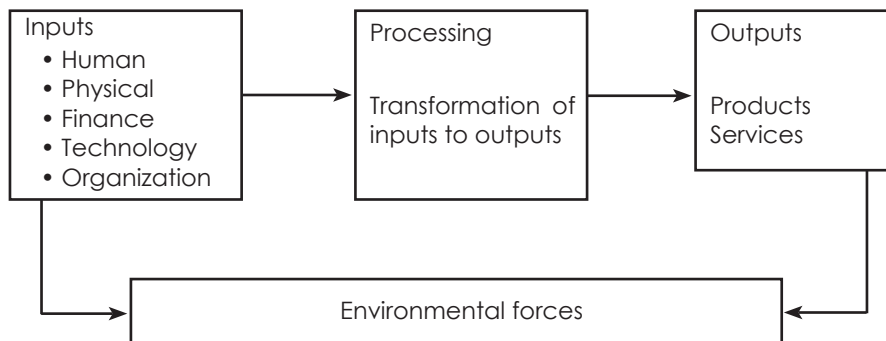 Inputs
• Human
• Physical
• Finance
• Technology
• Organization
Processing
Transformation of
inputs to outputs
Outputs
Products
Services
Environmental forces